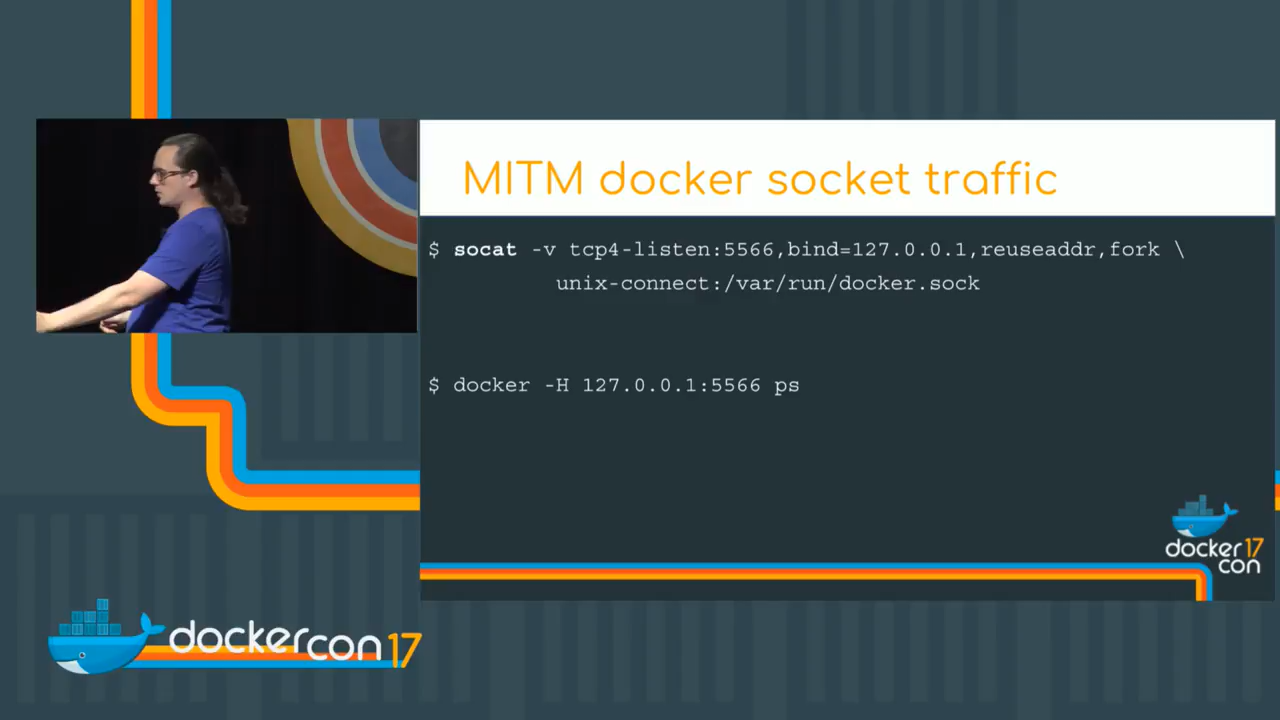 MITM docker socket traffic
$ socat -v tcp4-listen:5566,bind=127.0.0.1,reuseaddr,fork \
unix-connect:/var/run/docker.sock
$ docker -H 127.0.0.1:5566 ps
docker 17
con
dockercon 17